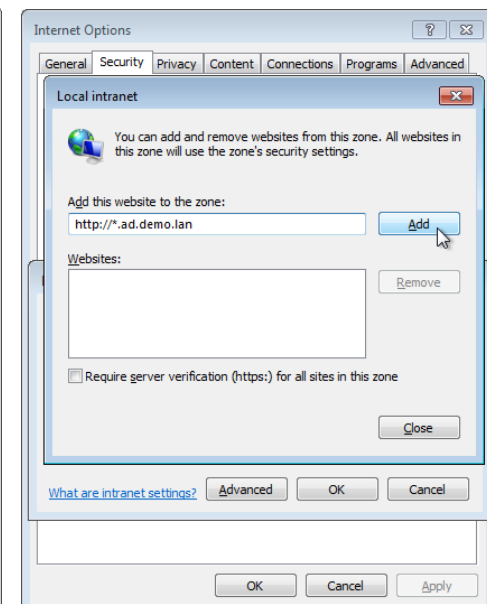 Internet Options
General Security Privacy Content Connections Programs Advanced
Local intranet
You can add and remove websites from this zone. All websites in
this zone will use the zone's security settings.
Add this website to the zone:
http://*.ad.demo.lan
Add
Websites:
Remove
Require server verification (https:) for all sites in this zone
Close
What are intranet settings? Advanced OK Cancel
OK Cancel Apply